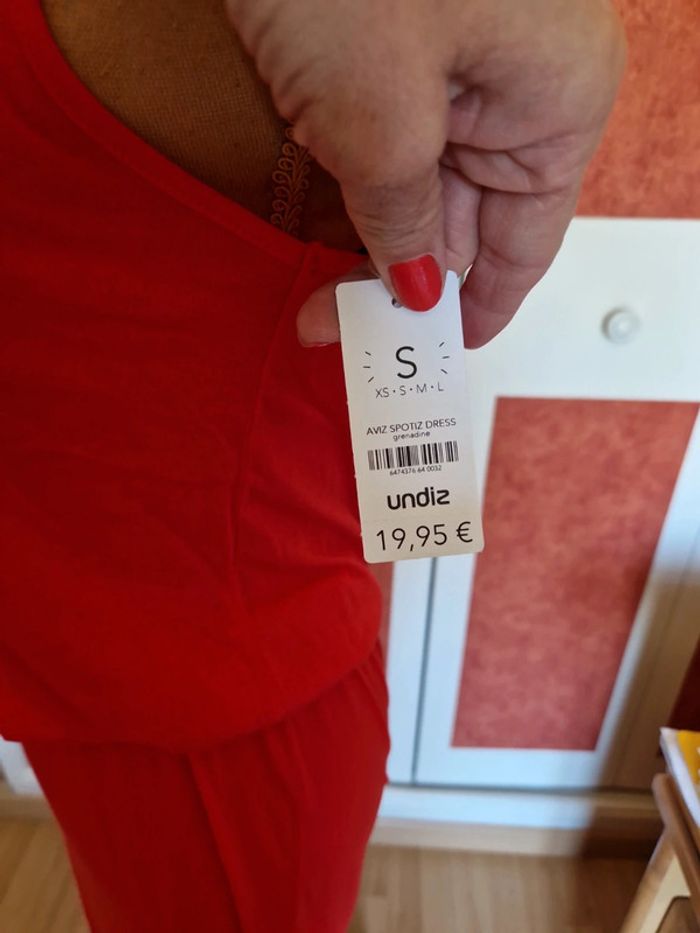 S
XS • S • M • L
AVIZ SPOTIZ DRESS
grenadine
6474376 64 0032
undiz
19,95 €